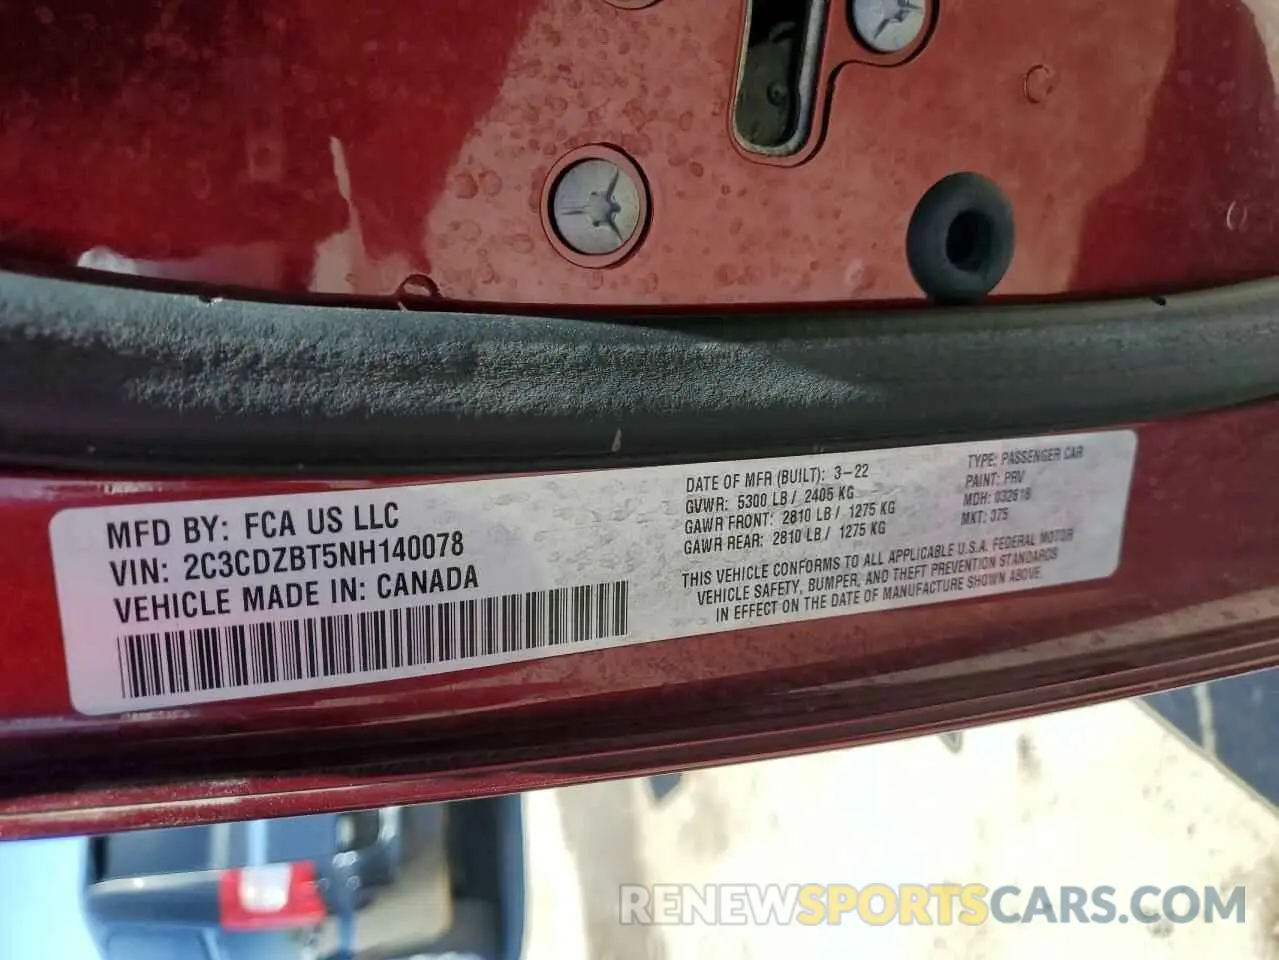 MFD BY: FCA US LLC
VIN: 2C3CDZBT5NH140078
VEHICLE MADE IN: CANADA
DATE OF MFR (BUILT): 3-22
GVWR: 5300 LB / 2405 KG
GAWR FRONT: 2810 LB / 1275 KG
GAWR REAR: 2810 LB / 1275 KG
TYPE: PASSENGER CAR
PAINT: PRV
MDH: 032618
MKT: 375
THIS VEHICLE CONFORMS TO ALL APPLICABLE U.S.A. FEDERAL MOTOR
VEHICLE SAFETY, BUMPER, AND THEFT PREVENTION STANDARDS
IN EFFECT ON THE DATE OF MANUFACTURE SHOWN ABOVE.
RENEWSPORTSCARS.COM